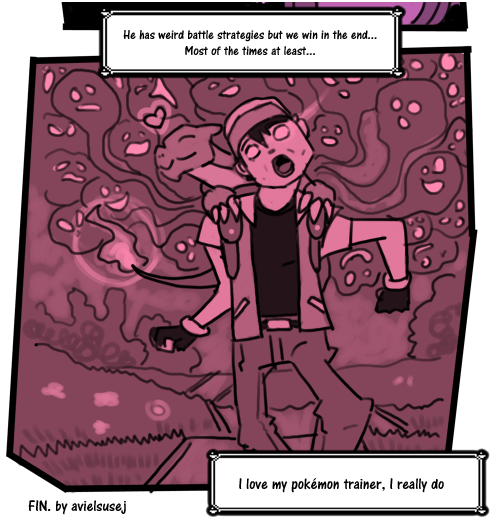 He has weird battle strategies but we win in the end...
Most of the times at least...
I love my pokémon trainer, I really do
FIN. by avielsusej